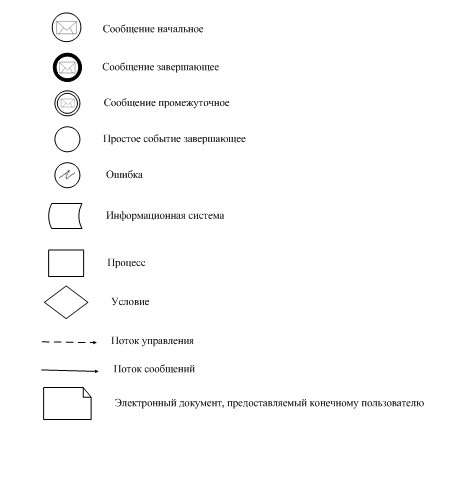 Сообщение начальное
Сообщение завершающее
Сообщение промежуточное
Простое событие завершающее
Ошибка
Информационная система
Процесс
Условие
Поток управления
Поток сообщений
Электронный документ, предоставляемый конечному пользователю